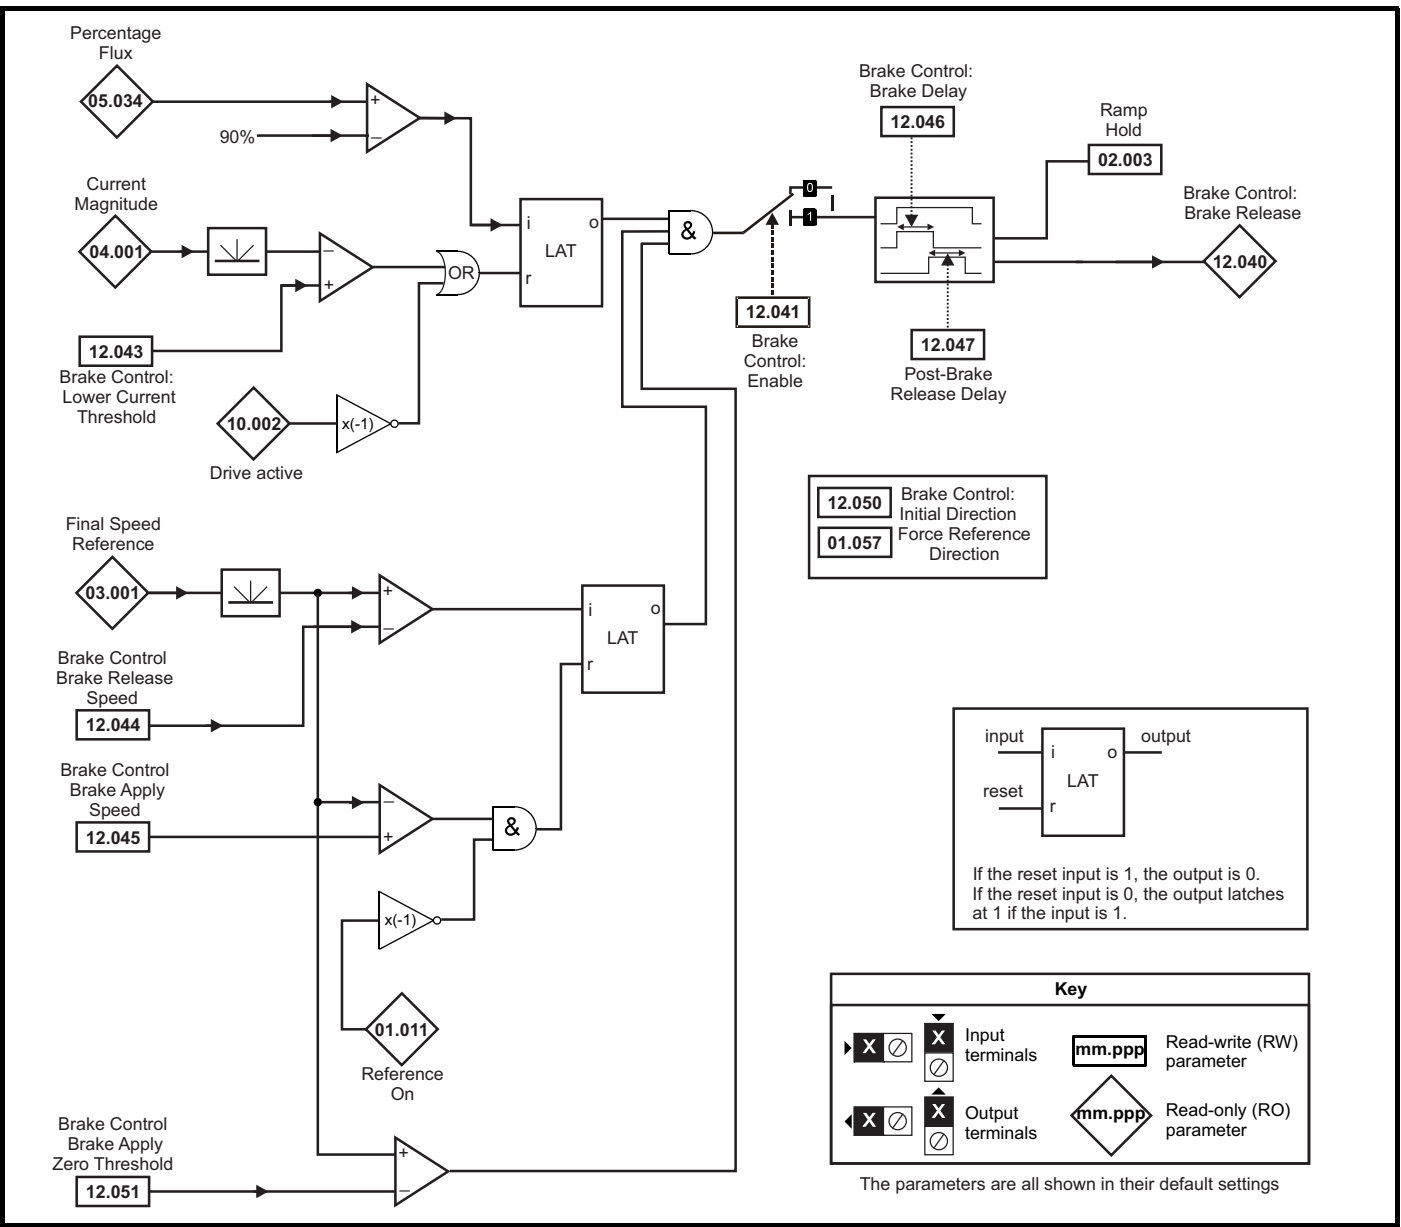 Percentage
Flux
05.034
+
90%
–
Current
Magnitude
04.001
–
+
12.043
Brake Control:
Lower Current
Threshold
OR
10.002
x(-1)
Drive active
i
o
LAT
r
&
0
1
12.041
Brake
Control:
Enable
Brake Control:
Brake Delay
12.046
12.047
Post-Brake
Release Delay
Ramp
Hold
02.003
Brake Control:
Brake Release
12.040
12.050
Brake Control:
Initial Direction
01.057
Force Reference
Direction
Final Speed
Reference
03.001
+
–
Brake Control
Brake Release
Speed
12.044
i
o
LAT
r
Brake Control
Brake Apply
Speed
12.045
–
+
&
x(-1)
01.011
Reference
On
Brake Control
Brake Apply
Zero Threshold
12.051
+
–
input
i
o
output
LAT
reset
r
If the reset input is 1, the output is 0.
If the reset input is 0, the output latches
at 1 if the input is 1.
Key
X
X
Input
terminals
mm.ppp
Read-write (RW)
parameter
X
X
Output
terminals
mm.ppp
Read-only (RO)
parameter
The parameters are all shown in their default settings